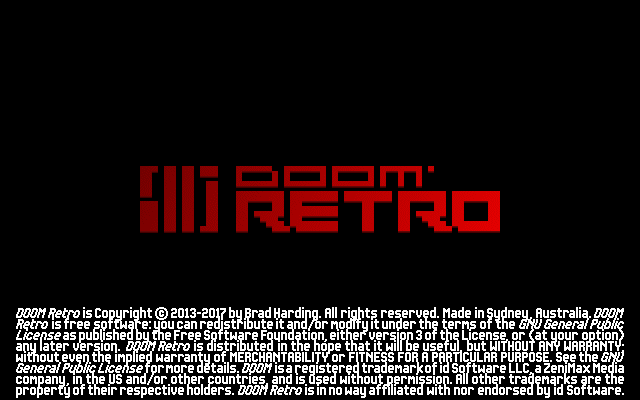 DOOM
RETRO
DOOM Retro is Copyright © 2013-2017 by Brad Harding. All rights reserved. Made in Sydney, Australia. DOOM
Retro is free software: you can redistribute it and/or modify it under the terms of the GNU General Public
License as published by the Free Software Foundation, either version 3 of the License, or (at your option)
any later version. DOOM Retro is distributed in the hope that it will be useful, but WITHOUT ANY WARRANTY;
without even the implied warranty of MERCHANTABILITY or FITNESS FOR A PARTICULAR PURPOSE. See the GNU
General Public License for more details. DOOM is a registered trademark of id Software LLC, a ZeniMax Media
company, in the US and/or other countries, and is used without permission. All other trademarks are the
property of their respective holders. DOOM Retro is in no way affiliated with nor endorsed by id Software.